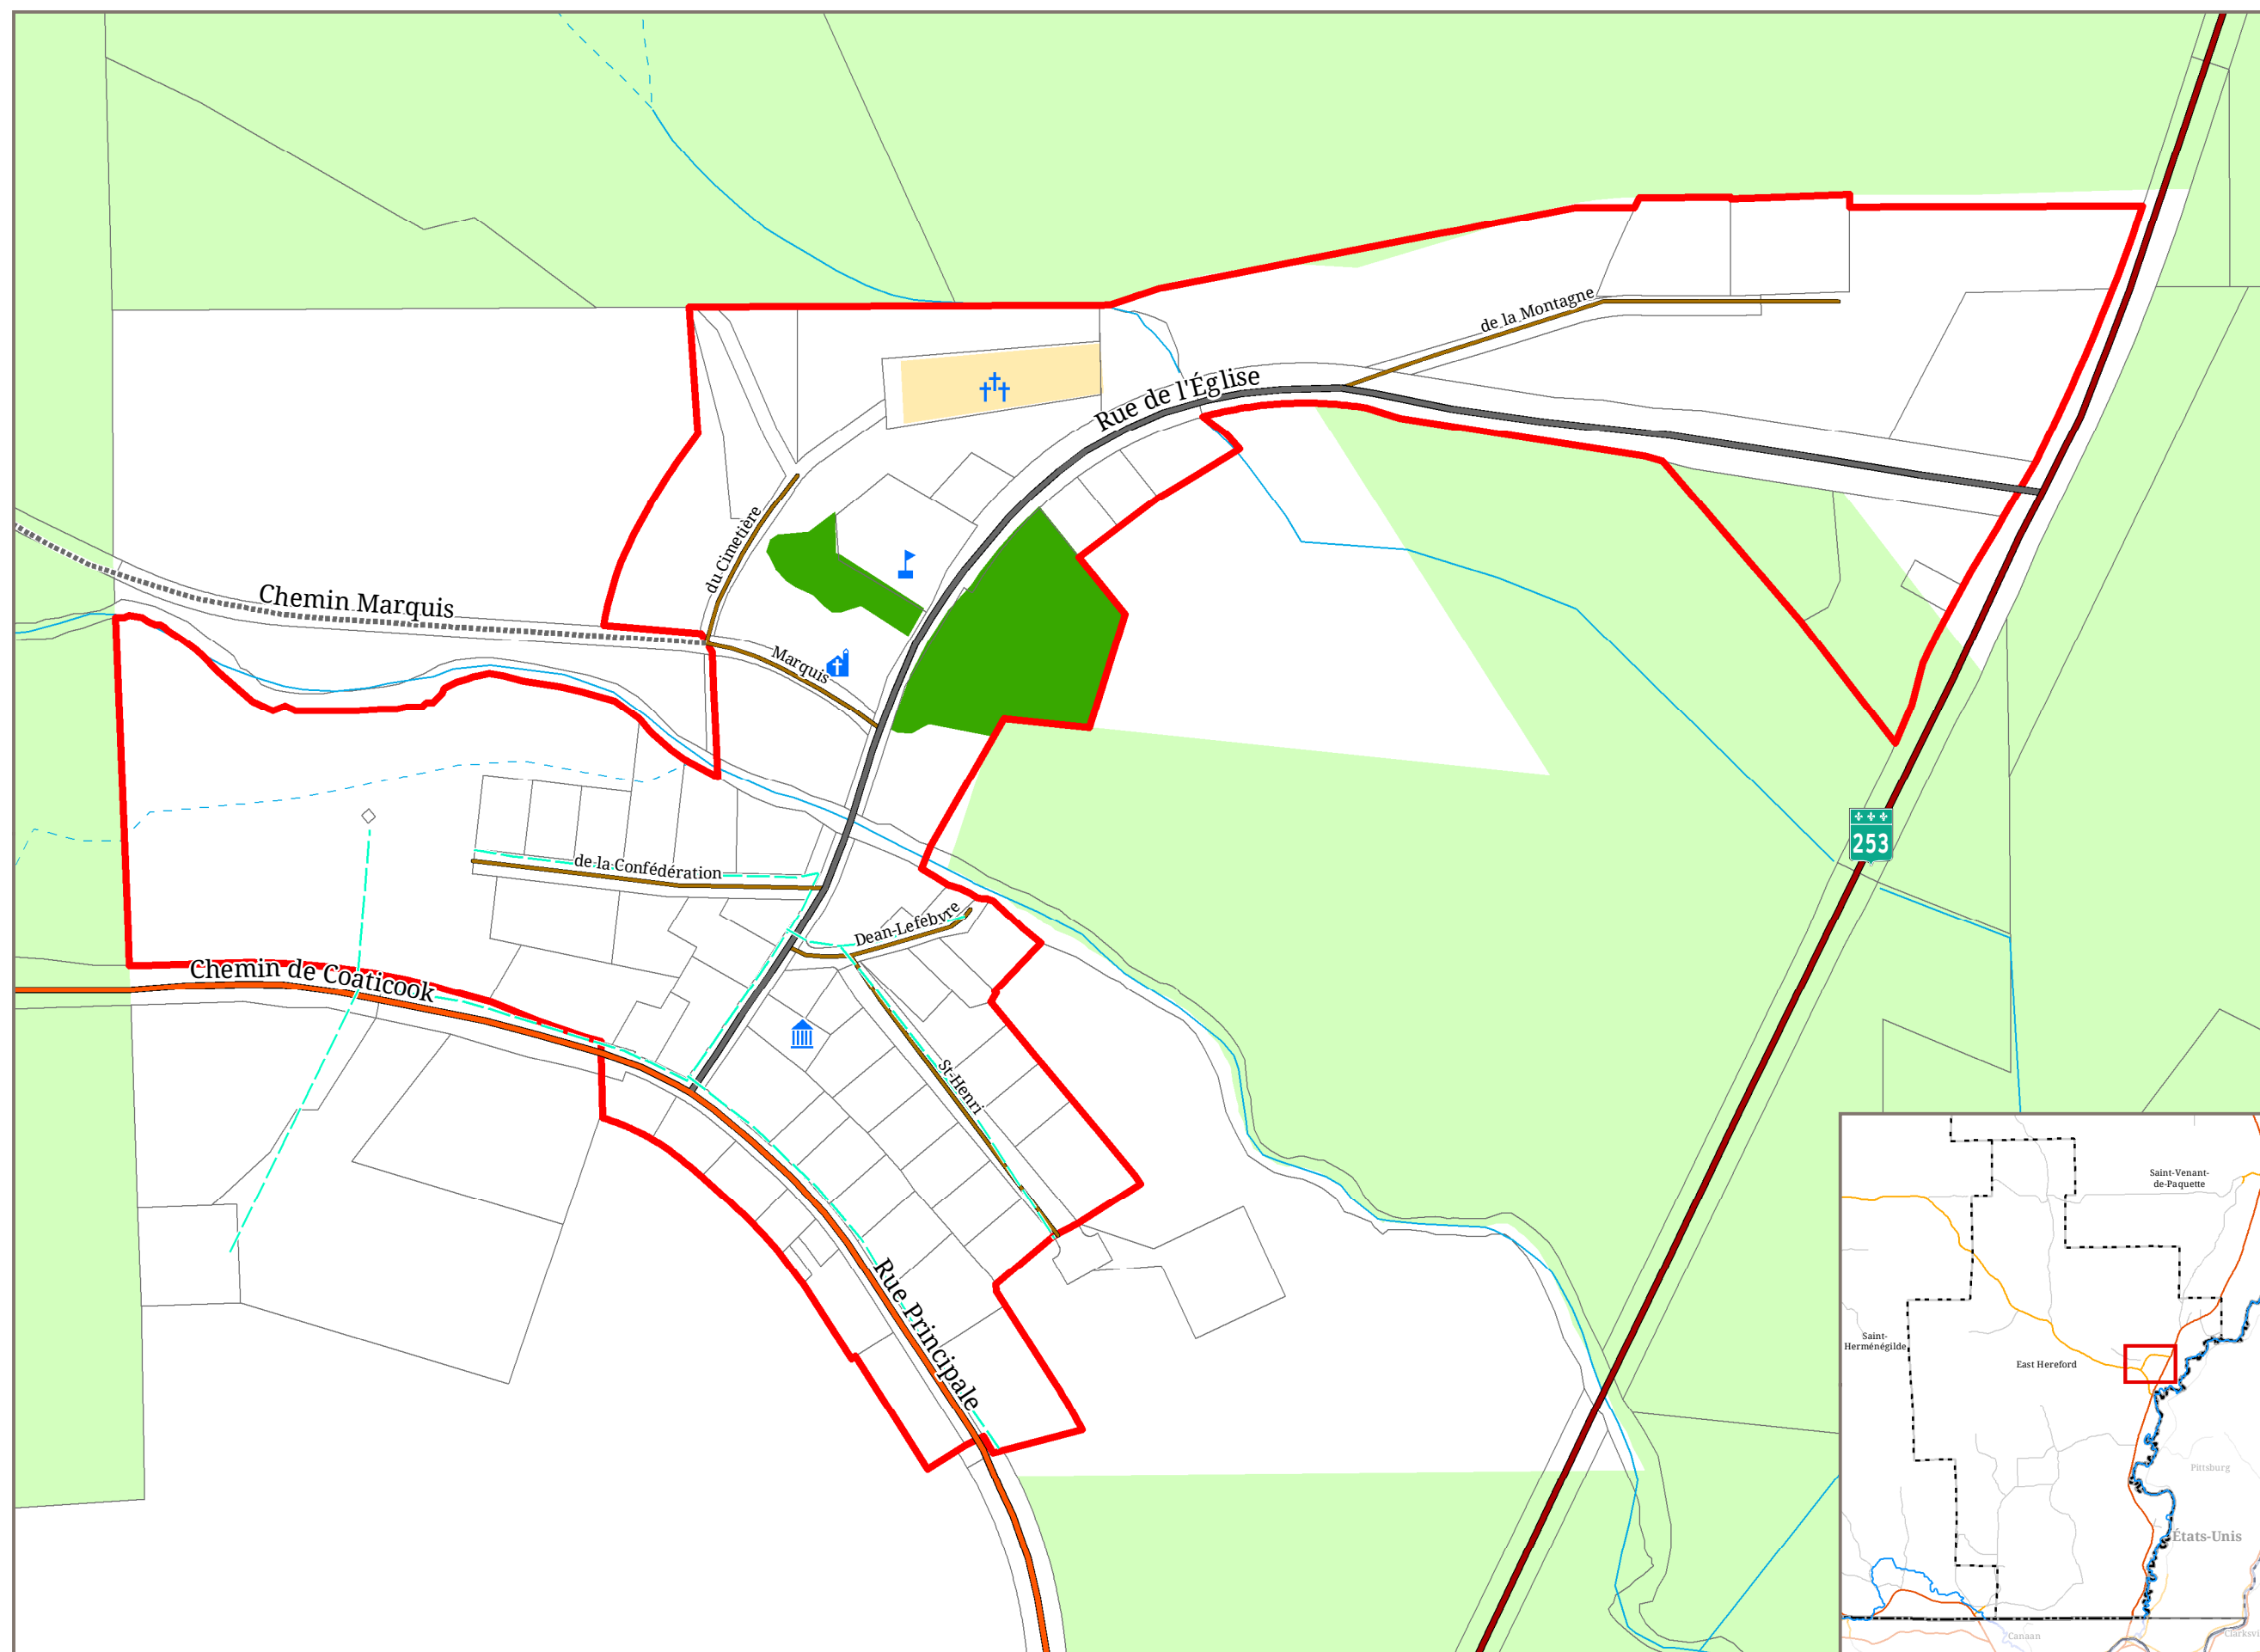 de la Montagne
Rue de l'Église
du Cimetière
Chemin Marquis
Marquis
253
de la Confédération
Dean-Lefebvre
Chemin de Coaticook
St-Henri
Rue Principale
Saint-Venant-
de-Paquette
Saint-
Herménégilde
East Hereford
Pittsburg
États-Unis
Canaan